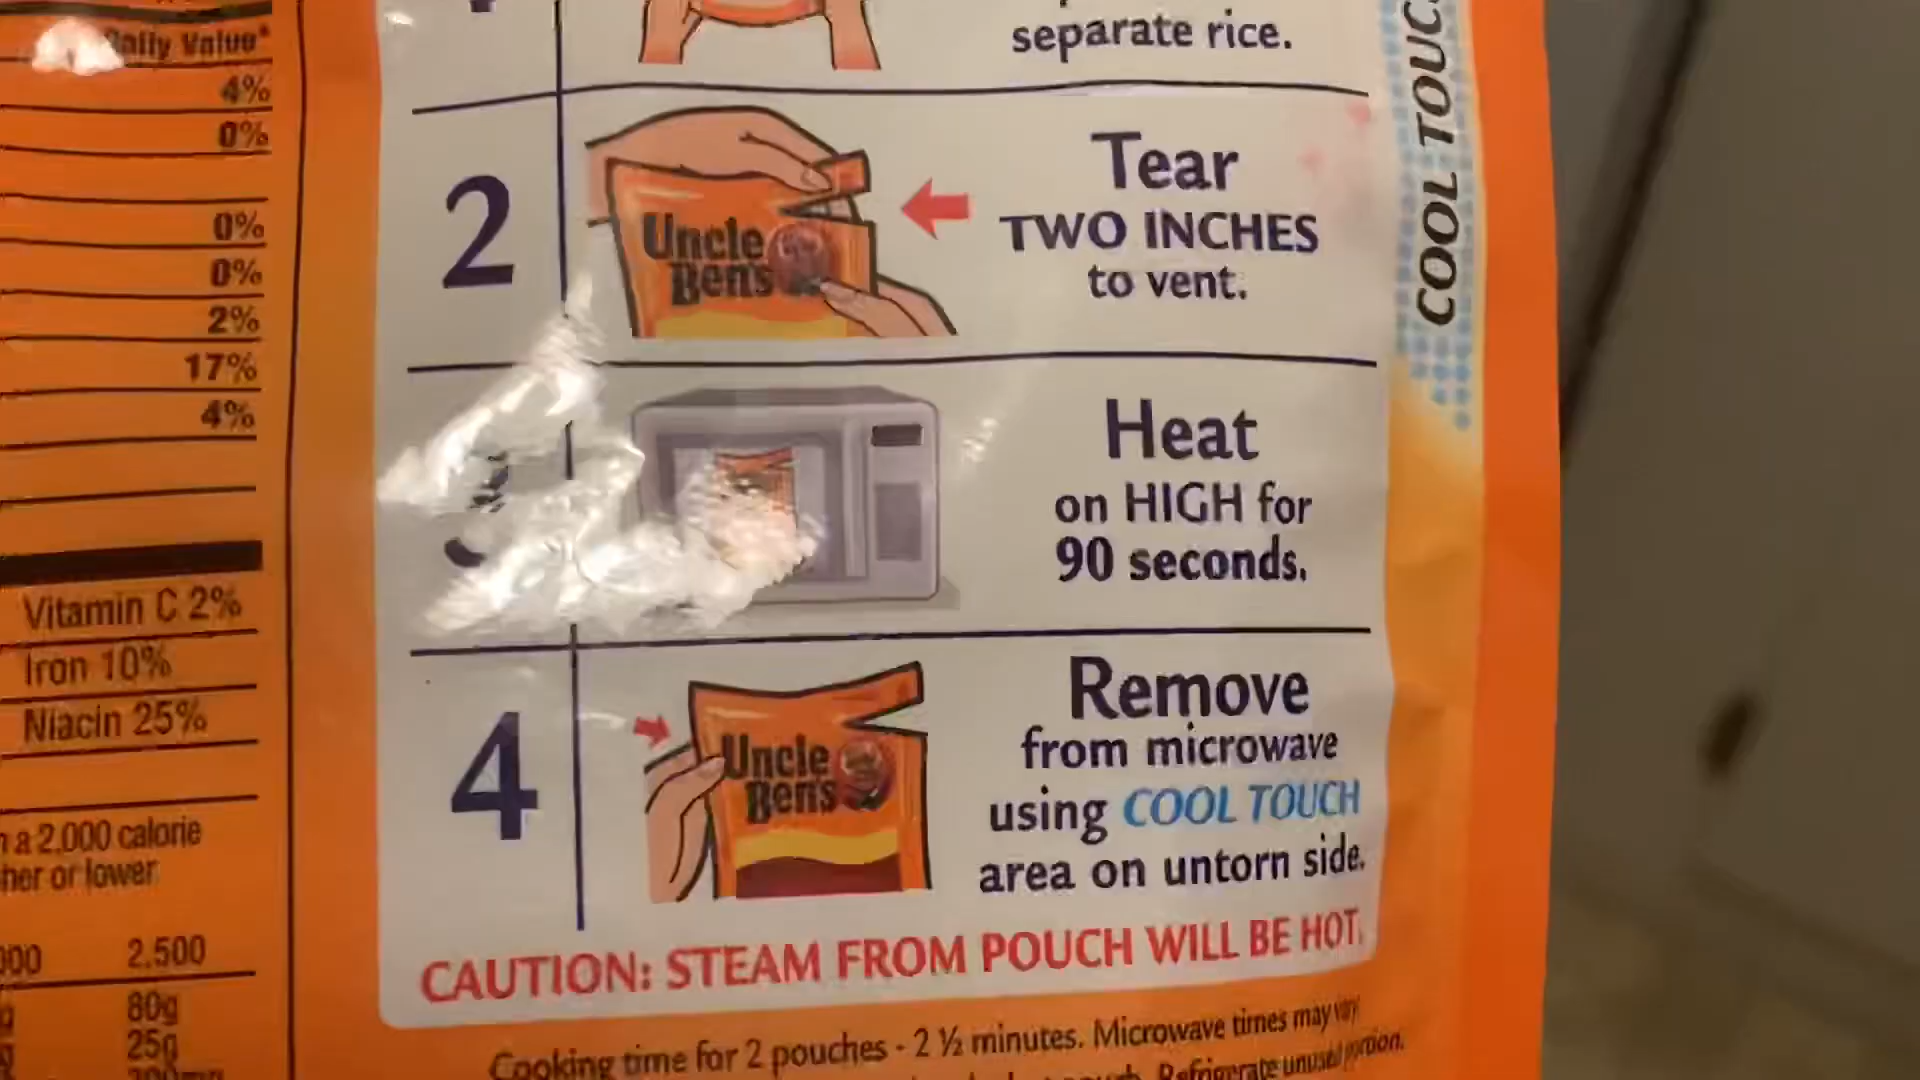 Daily Value*
4%
0%
0%
0%
2%
17%
4%
Vitamin C 2%
Iron 10%
Niacin 25%
a 2,000 calorie
or lower
2,500
80g
25g
separate rice.
2
Uncle
Ben's
Tear
TWO INCHES
to vent.
3
Heat
on HIGH for
90 seconds.
4
Uncle
Ben's
Remove
from microwave
using COOL TOUCH
area on untorn side.
CAUTION: STEAM FROM POUCH WILL BE HOT.
Cooking time for 2 pouches - 2 ½ minutes. Microwave times may vary
Refrigerate unused portion.
COOL